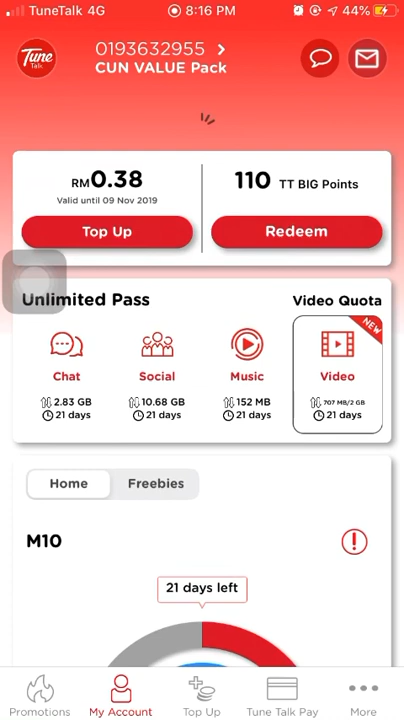 TuneTalk 4G 8:16 PM 44%
Tune Talk
0193632955
CUN VALUE Pack
RM0.38
Valid until 09 Nov 2019
Top Up
110 TT BIG Points
Redeem
Unlimited Pass
Video Quota
Chat
2.83 GB
21 days
Social
10.68 GB
21 days
Music
152 MB
21 days
NEW
Video
707 MB/2 GB
21 days
Home Freebies
M10
21 days left
Promotions My Account Top Up Tune Talk Pay More